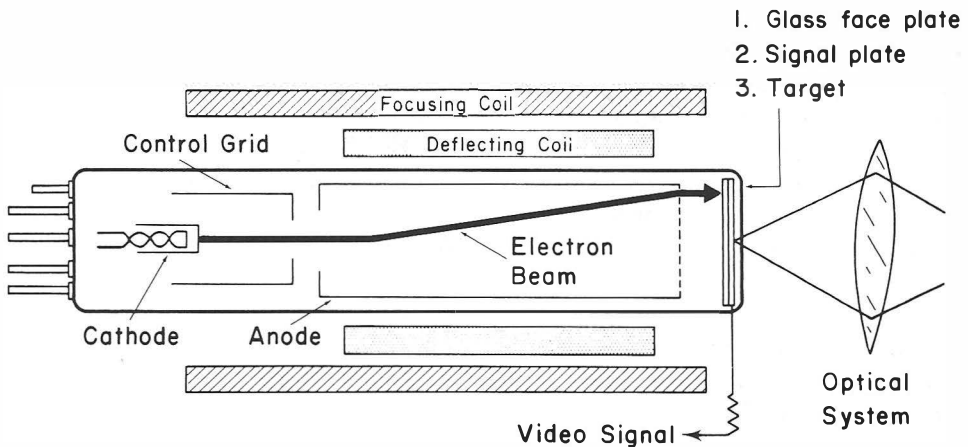 1. Glass face plate
2. Signal plate
3. Target
Focusing Coil
Control Grid
Deflecting Coil
Electron
Beam
Cathode
Anode
Optical
System
Video Signal